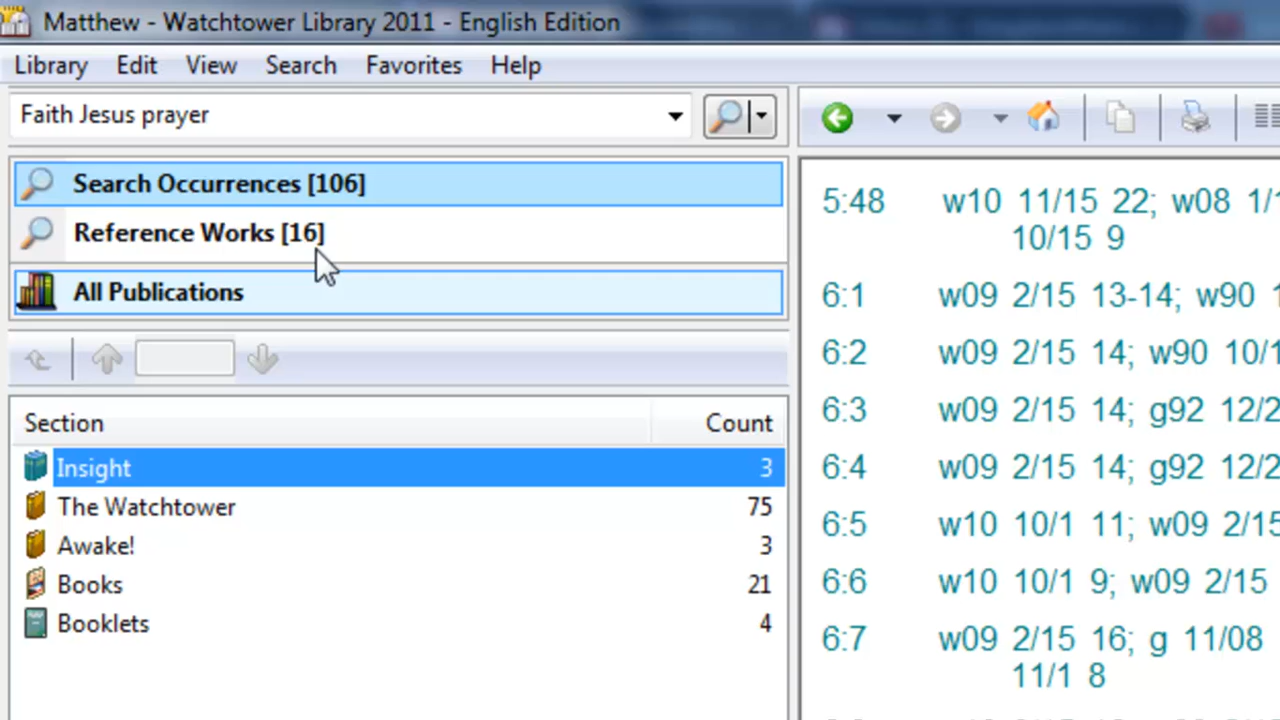 Matthew - Watchtower Library 2011 - English Edition
Library Edit View Search Favorites Help
Faith Jesus prayer
Search Occurrences [106]
Reference Works [16]
All Publications
Section Count
Insight 3
The Watchtower 75
Awake! 3
Books 21
Booklets 4
5:48 w10 11/15 22; w08
10/15 9
6:1 w09 2/15 13-14; w90
6:2 w09 2/15 14; w90
6:3 w09 2/15 14; g92
6:4 w09 2/15 14; g92
6:5 w10 10/1 11; w09 2/15
6:6 w10 10/1 9; w09 2/15
6:7 w09 2/15 16; g 11/08
11/1 8